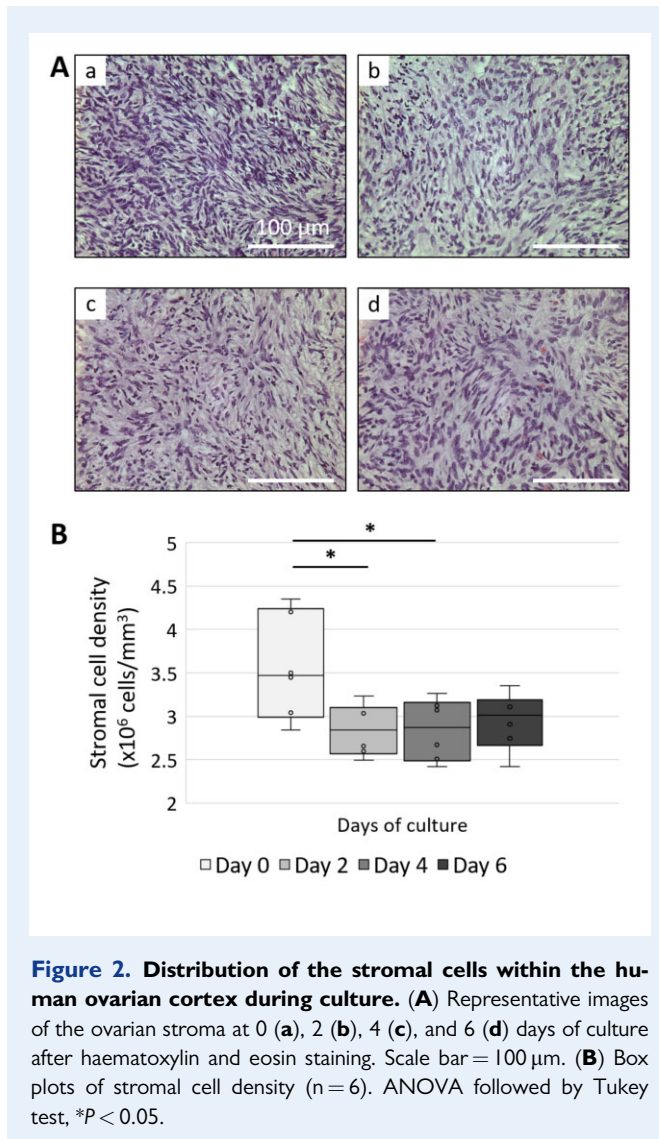 A
a
b
100 µm
c
d
B
*
*
5
4.5
4
3.5
3
2.5
2
Stromal cell density
(x10⁶ cells/mm³)
Days of culture
Day 0 Day 2 Day 4 Day 6
Figure 2. Distribution of the stromal cells within the hu-
man ovarian cortex during culture. (A) Representative images
of the ovarian stroma at 0 (a), 2 (b), 4 (c), and 6 (d) days of culture
after haematoxylin and eosin staining. Scale bar = 100 µm. (B) Box
plots of stromal cell density (n = 6). ANOVA followed by Tukey
test, *P < 0.05.